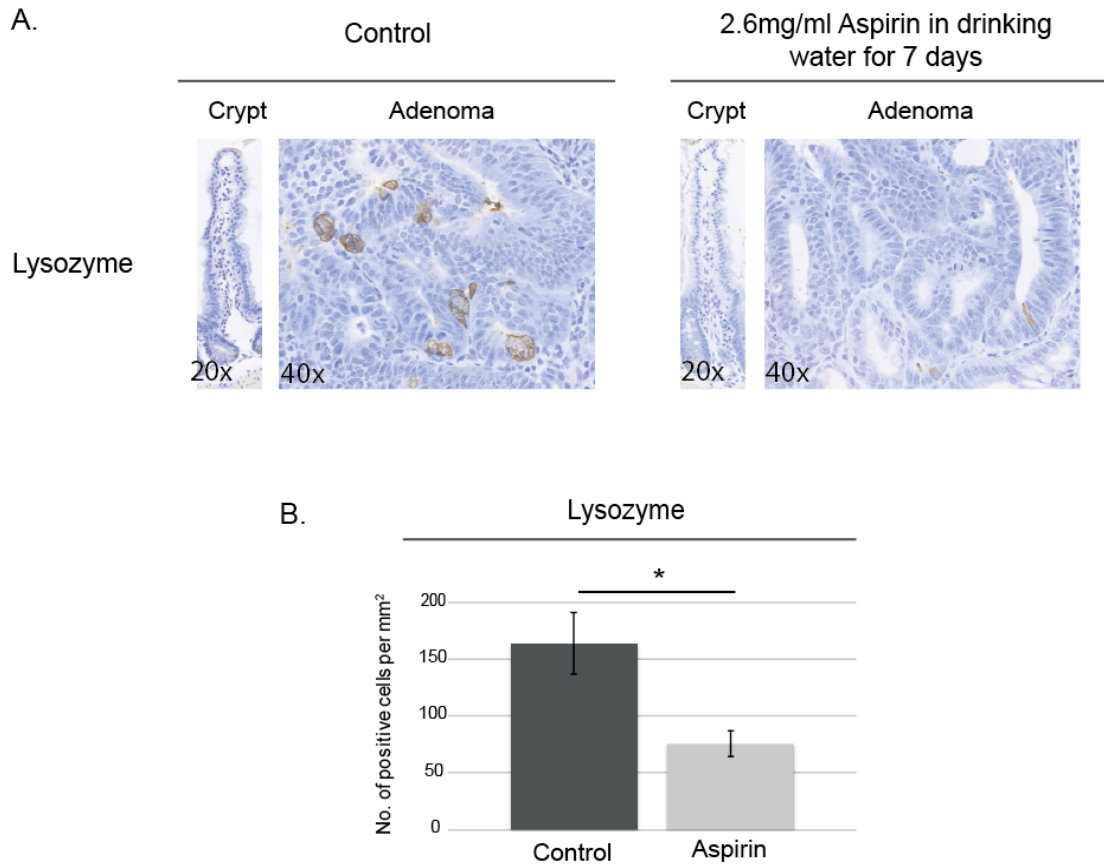 A.
Control
2.6mg/ml Aspirin in drinking
water for 7 days
Crypt
Adenoma
Crypt
Adenoma
Lysozyme
20x
40x
20x
40x
B.
Lysozyme
*
No. of positive cells per mm²
200
150
100
50
0
Control
Aspirin